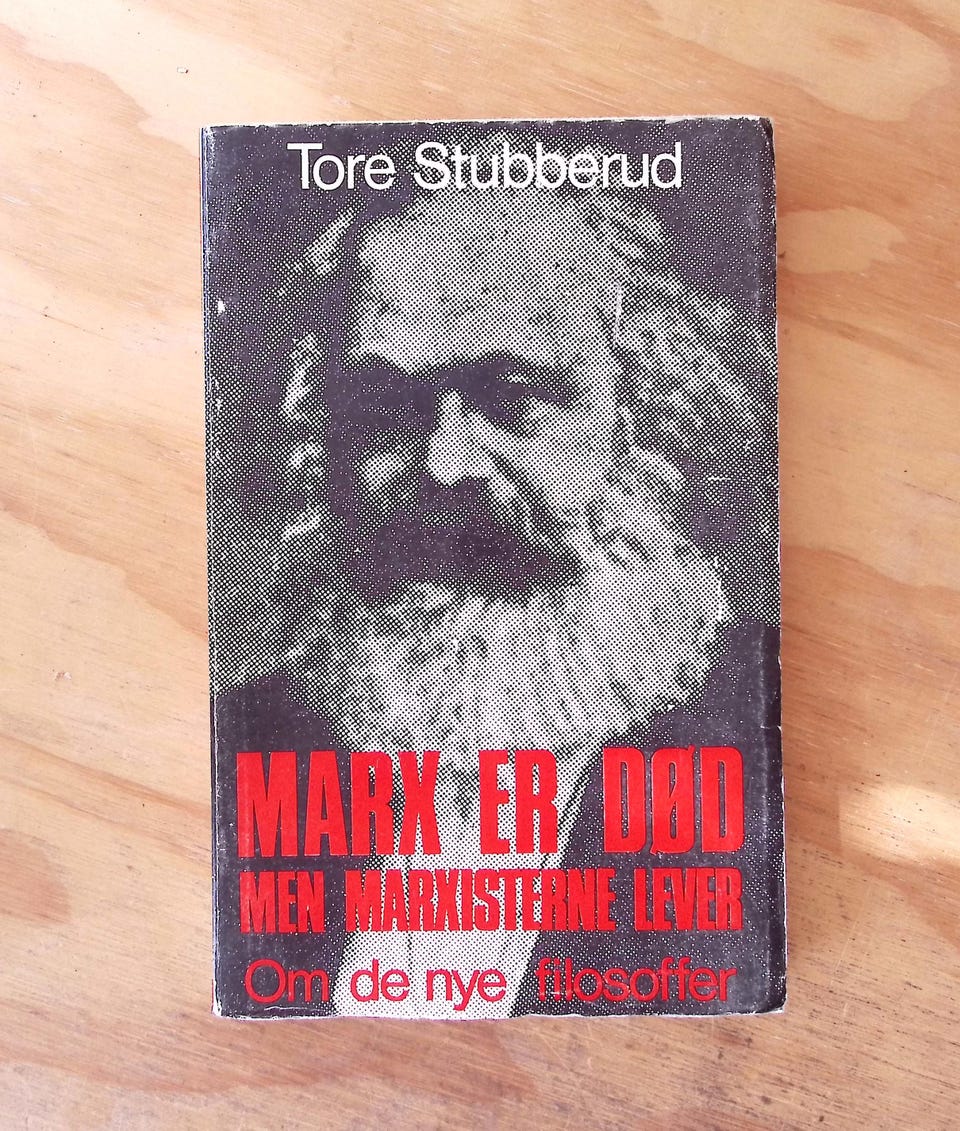 Tore Stubberud
MARX ER DØD
MEN MARXISTERNE LEVER
Om de nye filosoffer